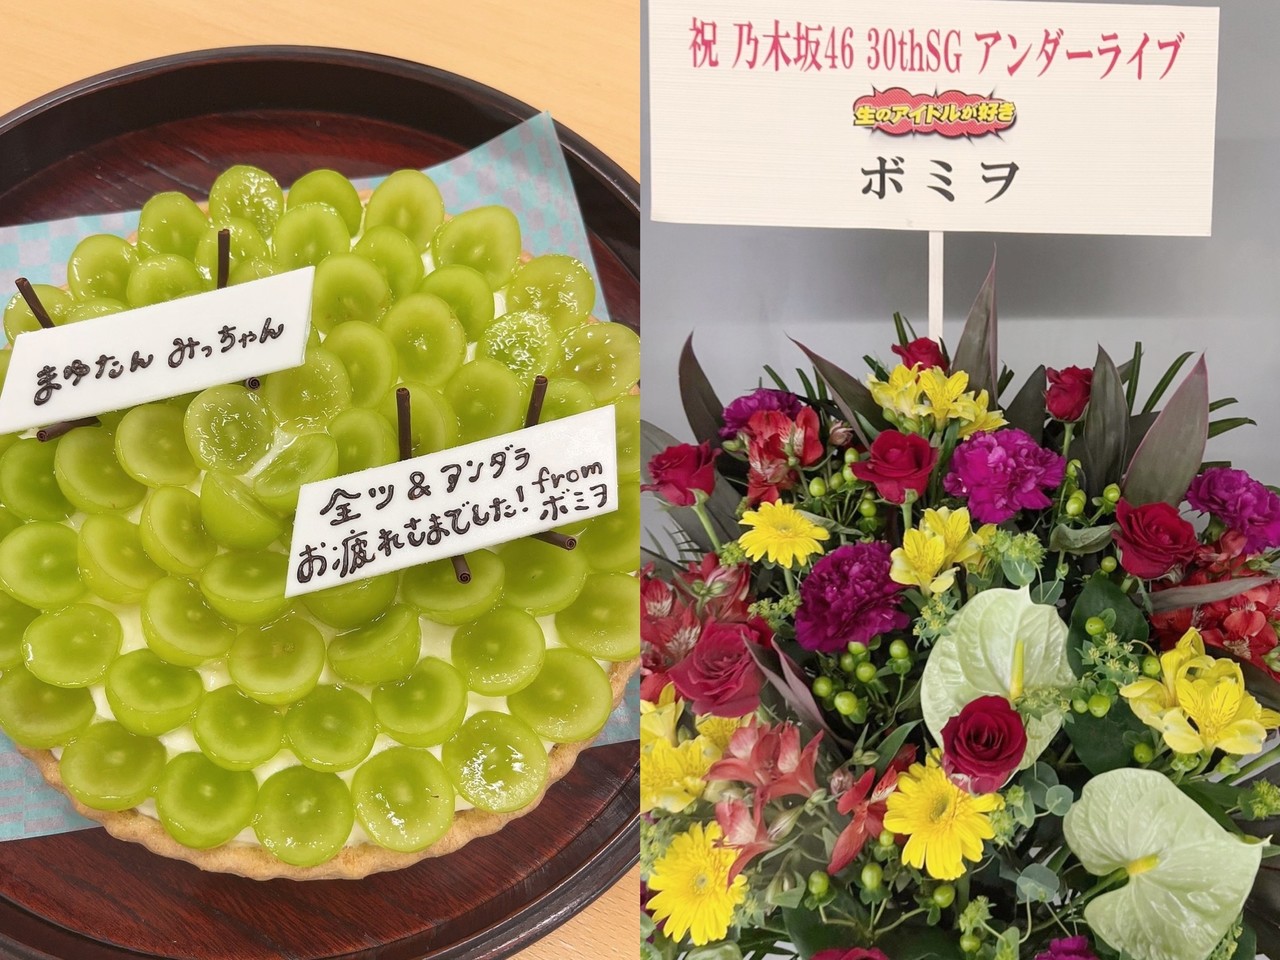 まゆたん みっちゃん
全ツ & アンダラ
お疲れさまでした! from
ボミヲ
祝 乃木坂46 30thSG アンダーライブ
生のアイドルが好き
ボミヲ